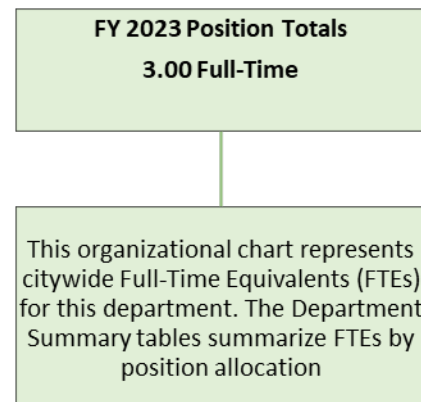 FY 2023 Position Totals
3.00 Full-Time
This organizational chart represents
citywide Full-Time Equivalents (FTEs)
for this department. The Department
Summary tables summarize FTEs by
position allocation